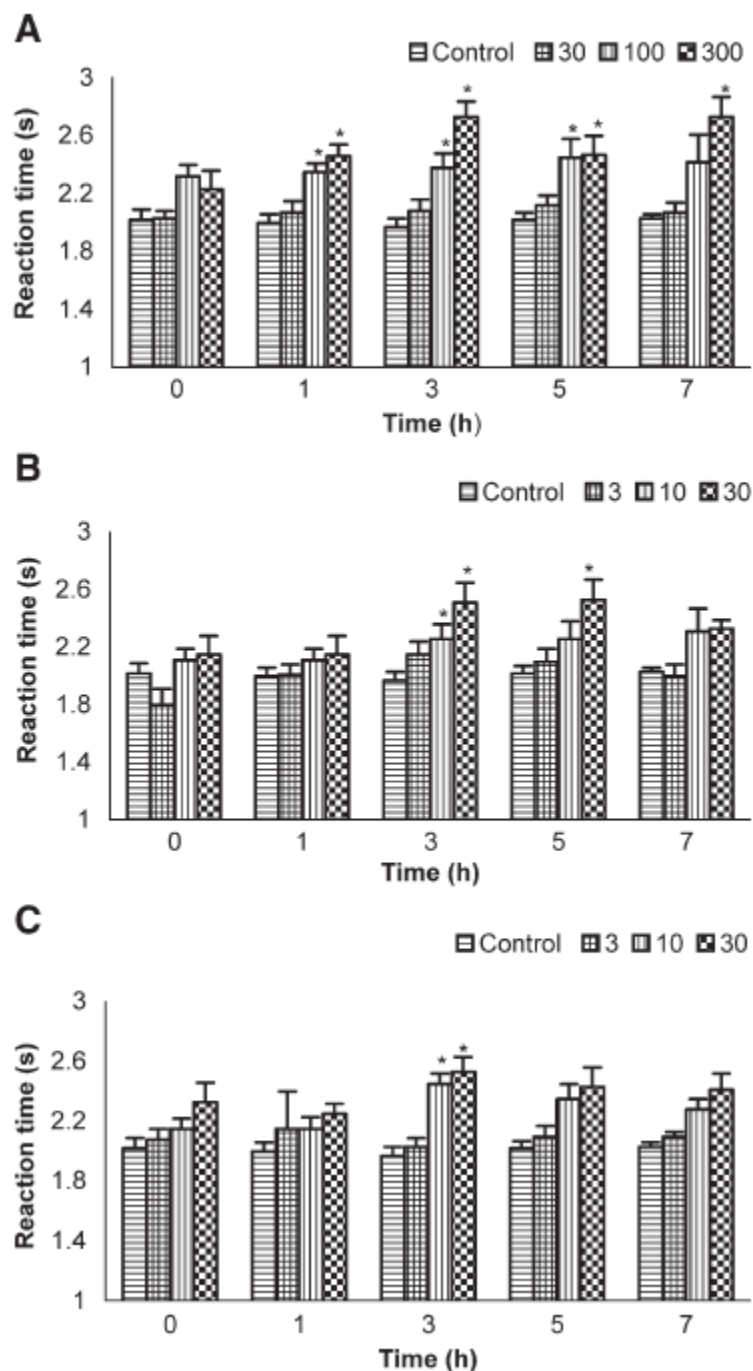 A
Control 30 100 300
Reaction time (s)
3
2.6
2.2
1.8
1.4
1
* * * * * * *
0 1 3 5 7
Time (h)
B
Control 3 10 30
Reaction time (s)
3
2.6
2.2
1.8
1.4
1
* * *
0 1 3 5 7
Time (h)
C
Control 3 10 30
Reaction time (s)
3
2.6
2.2
1.8
1.4
1
* *
0 1 3 5 7
Time (h)